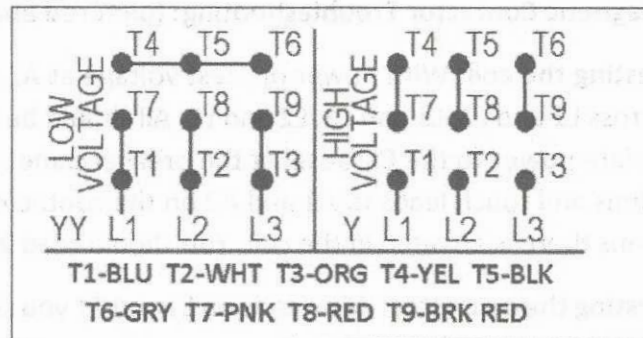 T4 T5 T6 T4 T5 T6
LOW VOLTAGE T7 T8 T9 HIGH VOLTAGE T7 T8 T9
T1 T2 T3 T1 T2 T3
YY L1 L2 L3 Y L1 L2 L3
T1-BLU T2-WHT T3-ORG T4-YEL T5-BLK
T6-GRY T7-PNK T8-RED T9-BRK RED